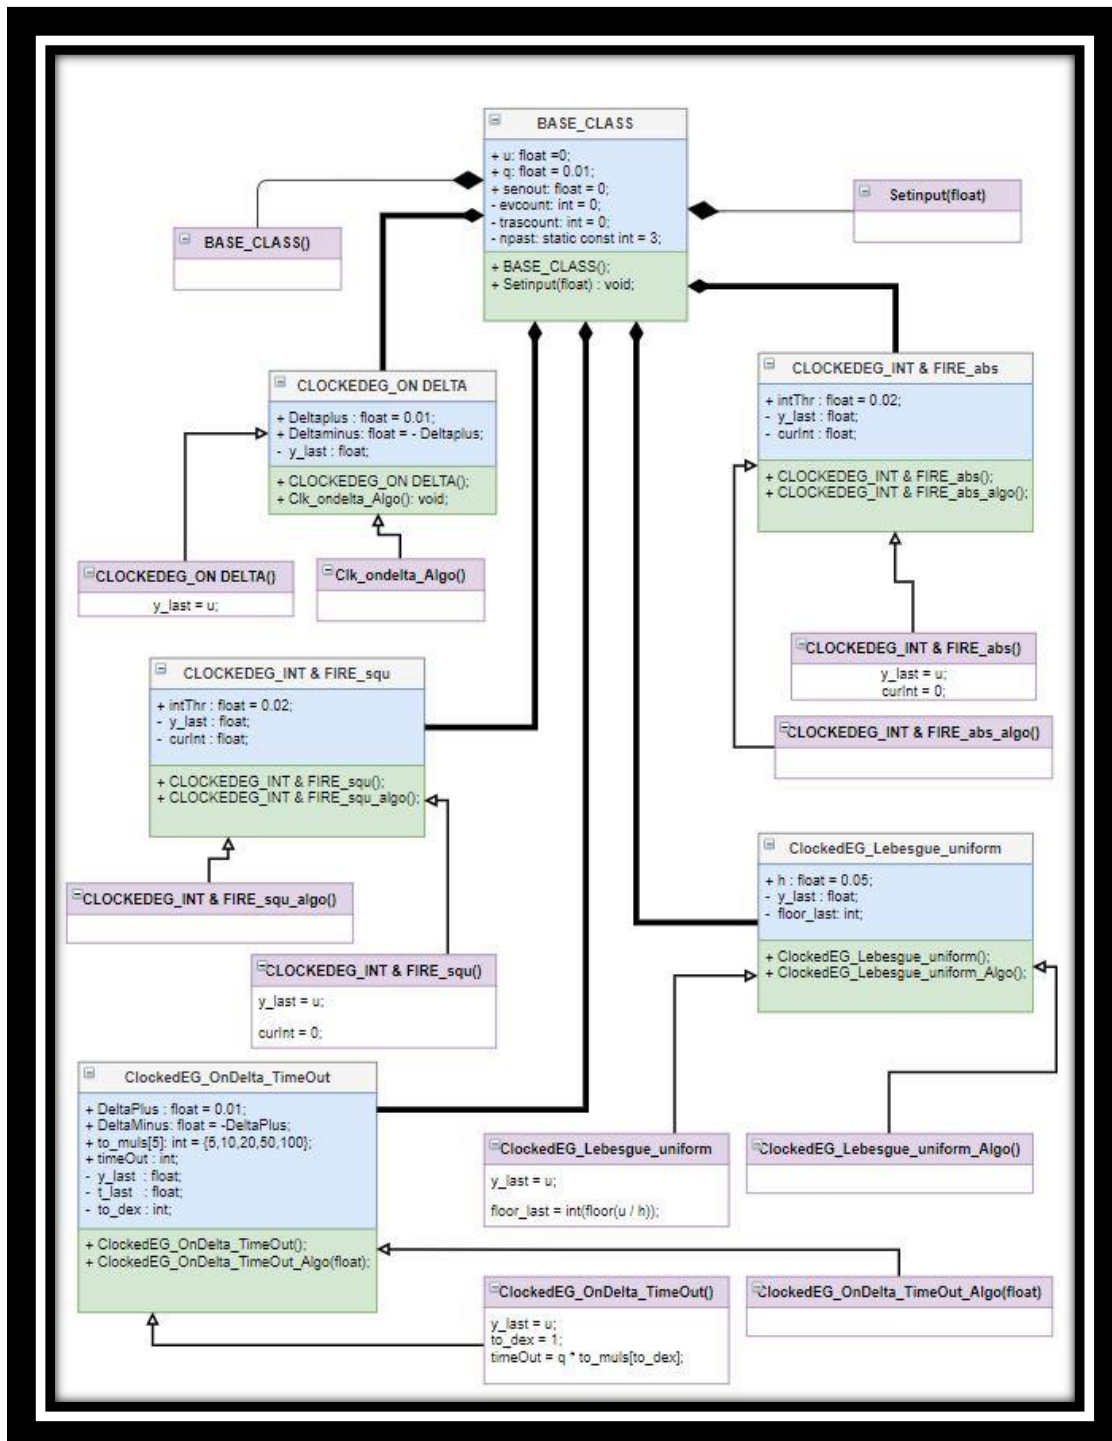 BASE_CLASS
+ u: float =0;
+ q: float = 0.01;
+ senout: float = 0;
- evcount: int = 0;
- trascount: int = 0;
- npast: static const int = 3;
+ BASE_CLASS();
+ Setinput(float) : void;
Setinput(float)
BASE_CLASS()
CLOCKEDEG_ON DELTA
+ Deltaplus : float = 0.01;
+ Deltaminus: float = - Deltaplus;
- y_last : float;
+ CLOCKEDEG_ON DELTA();
+ Clk_ondelta_Algo(): void;
CLOCKEDEG_INT & FIRE_abs
+ intThr : float = 0.02;
- y_last : float;
- curInt : float;
+ CLOCKEDEG_INT & FIRE_abs();
+ CLOCKEDEG_INT & FIRE_abs_algo();
CLOCKEDEG_ON DELTA()
y_last = u;
Clk_ondelta_Algo()
CLOCKEDEG_INT & FIRE_abs()
y_last = u;
curInt = 0;
CLOCKEDEG_INT & FIRE_abs_algo()
CLOCKEDEG_INT & FIRE_squ
+ intThr : float = 0.02;
- y_last : float;
- curInt : float;
+ CLOCKEDEG_INT & FIRE_squ();
+ CLOCKEDEG_INT & FIRE_squ_algo();
CLOCKEDEG_INT & FIRE_squ_algo()
CLOCKEDEG_INT & FIRE_squ()
y_last = u;
curInt = 0;
ClockedEG_Lebesgue_uniform
+ h : float = 0.05;
- y_last : float;
- floor_last: int;
+ ClockedEG_Lebesgue_uniform();
+ ClockedEG_Lebesgue_uniform_Algo();
ClockedEG_OnDelta_TimeOut
+ DeltaPlus : float = 0.01;
+ DeltaMinus: float = -DeltaPlus;
+ to_muls[5]: int = {5,10,20,50,100};
+ timeOut : int;
- y_last : float;
- t_last : float;
- to_dex : int;
+ ClockedEG_OnDelta_TimeOut();
+ ClockedEG_OnDelta_TimeOut_Algo(float);
ClockedEG_Lebesgue_uniform
y_last = u;
floor_last = int(floor(u / h));
ClockedEG_Lebesgue_uniform_Algo()
ClockedEG_OnDelta_TimeOut()
y_last = u;
to_dex = 1;
timeOut = q * to_muls[to_dex];
ClockedEG_OnDelta_TimeOut_Algo(float)